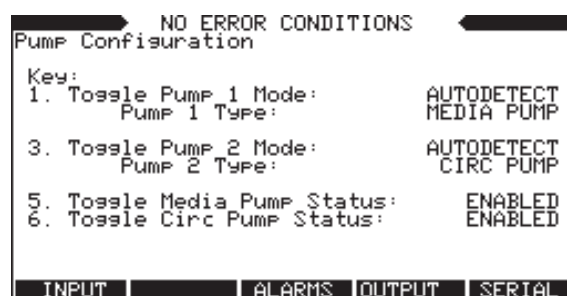 NO ERROR CONDITIONS
Pump Configuration
Key:
1. Toggle Pump 1 Mode: AUTODETECT
Pump 1 Type: MEDIA PUMP
3. Toggle Pump 2 Mode: AUTODETECT
Pump 2 Type: CIRC PUMP
5. Toggle Media Pump Status: ENABLED
6. Toggle Circ Pump Status: ENABLED
INPUT ALARMS OUTPUT SERIAL